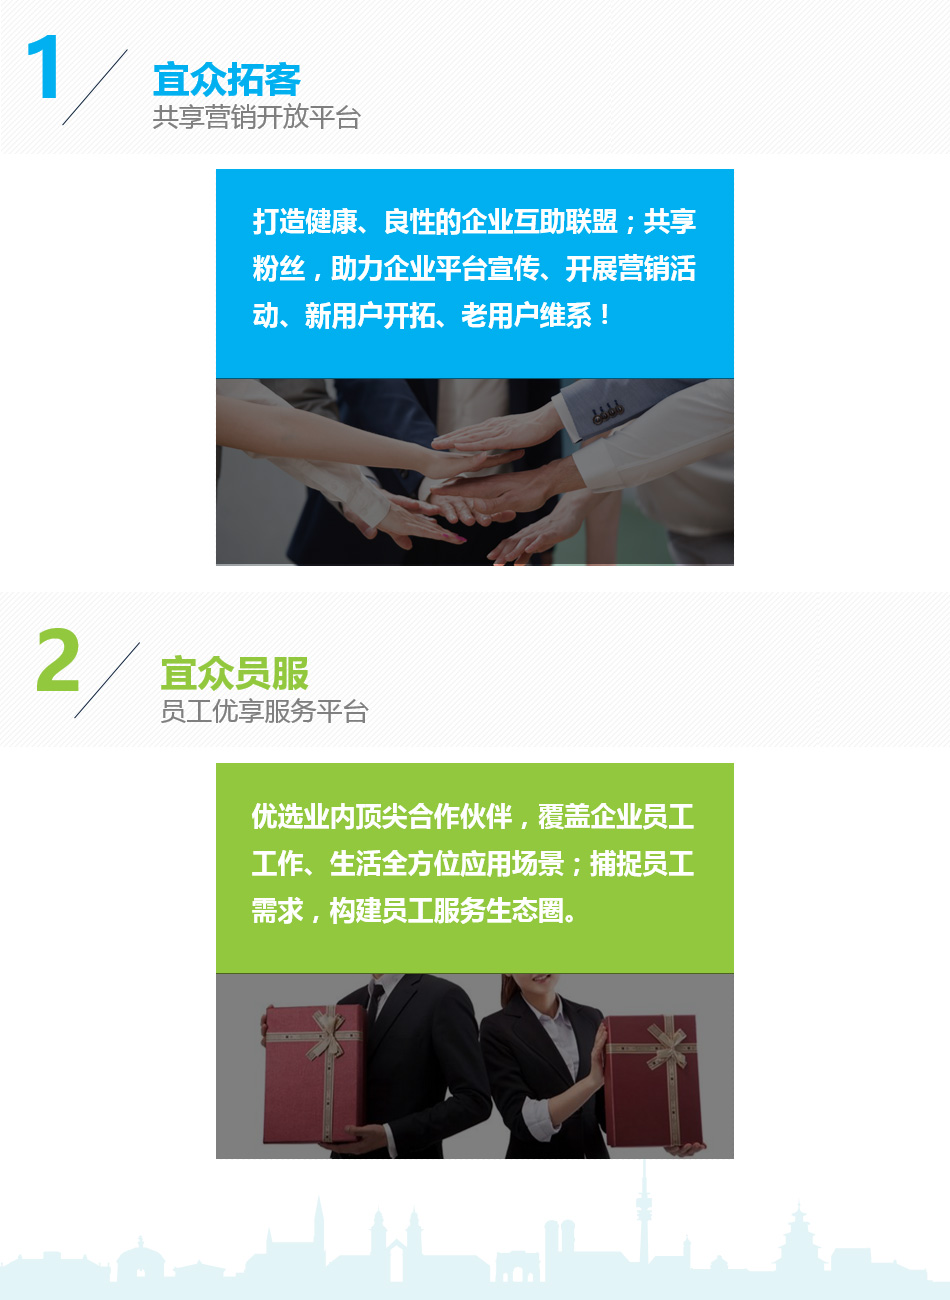 1
宜众拓客
共享营销开放平台
打造健康、良性的企业互助联盟；共享
粉丝，助力企业平台宣传、开展营销活
动、新用户开拓、老用户维系！
2
宜众员服
员工优享服务平台
优选业内顶尖合作伙伴，覆盖企业员工
工作、生活全方位应用场景；捕捉员工
需求，构建员工服务生态圈。